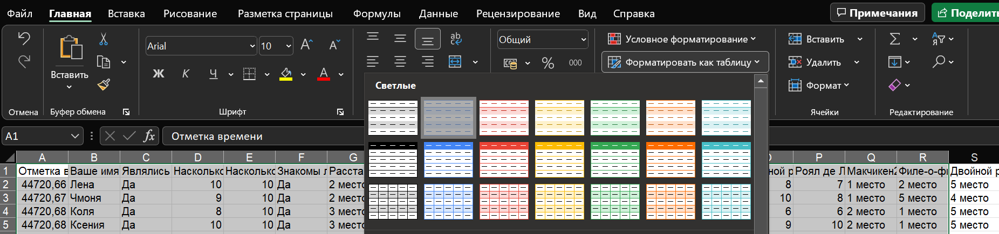 Файл Главная Вставка Рисование Разметка страницы Формулы Данные Рецензирование Вид Справка Примечания Поделить
Arial 10 A A ab c Общий Условное форматирование Вставить Σ А Я
Вставить Ж К Ч А % 000 Форматировать как таблицу Удалить
Светлые Формат
Отмена Буфер обмена Шрифт Ячейки Редактирование
A1 fx Отметка времени
A B C D E F G P Q R S
1 Отметка в Ваше имя Являлись Насколько Насколько Знакомы л Расста ной р Роял де Л Макчикен2 Филе-о-фи Двойной р
2 44720,66 Лена Да 10 10 Да 2 место 8 7 1 место 2 место 5 место
3 44720,67 Чмоня Да 9 10 Да 2 место 10 8 1 место 5 место 4 место
4 44720,68 Коля Да 8 10 Да 3 место 6 6 2 место 1 место 5 место
5 44720,68 Ксения Да 10 10 Да 3 место 9 10 2 место 1 место 5 место